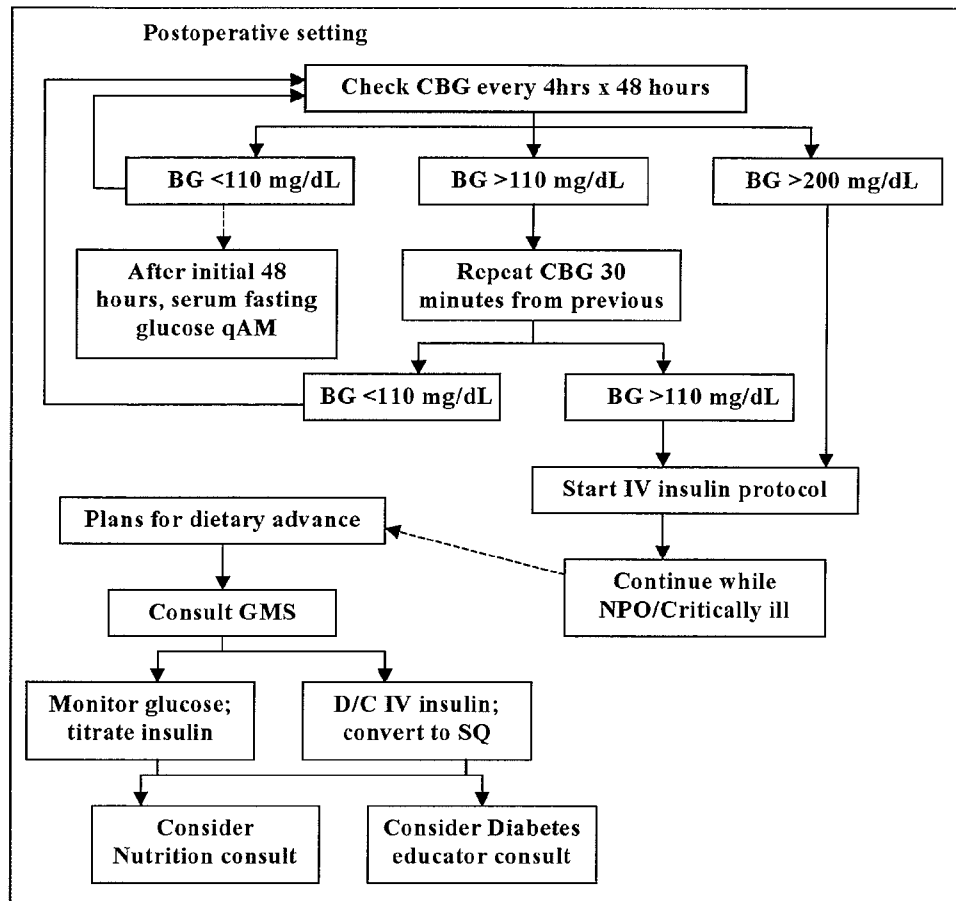 Postoperative setting
Check CBG every 4hrs x 48 hours
BG <110 mg/dL
BG >110 mg/dL
BG >200 mg/dL
After initial 48
hours, serum fasting
glucose qAM
Repeat CBG 30
minutes from previous
BG <110 mg/dL
BG >110 mg/dL
Start IV insulin protocol
Plans for dietary advance
Continue while
NPO/Critically ill
Consult GMS
Monitor glucose;
titrate insulin
D/C IV insulin;
convert to SQ
Consider
Nutrition consult
Consider Diabetes
educator consult